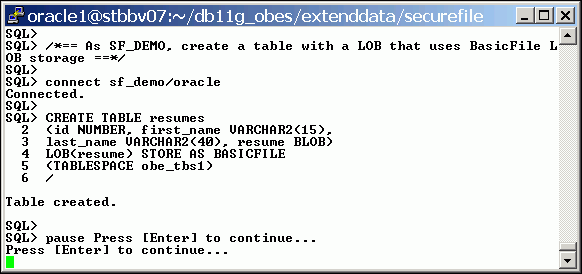 oracle1@stbbv07:~/db11g_obes/extenddata/securefile
SQL>
SQL> /*== As SF_DEMO, create a table with a LOB that uses BasicFile L
OB storage ==*/
SQL>
SQL> connect sf_demo/oracle
Connected.
SQL>
SQL> CREATE TABLE resumes
  2  (id NUMBER, first_name VARCHAR2(15),
  3  last_name VARCHAR2(40), resume BLOB)
  4  LOB(resume) STORE AS BASICFILE
  5  (TABLESPACE obe_tbs1)
  6  /
Table created.
SQL>
SQL> pause Press [Enter] to continue...
Press [Enter] to continue...